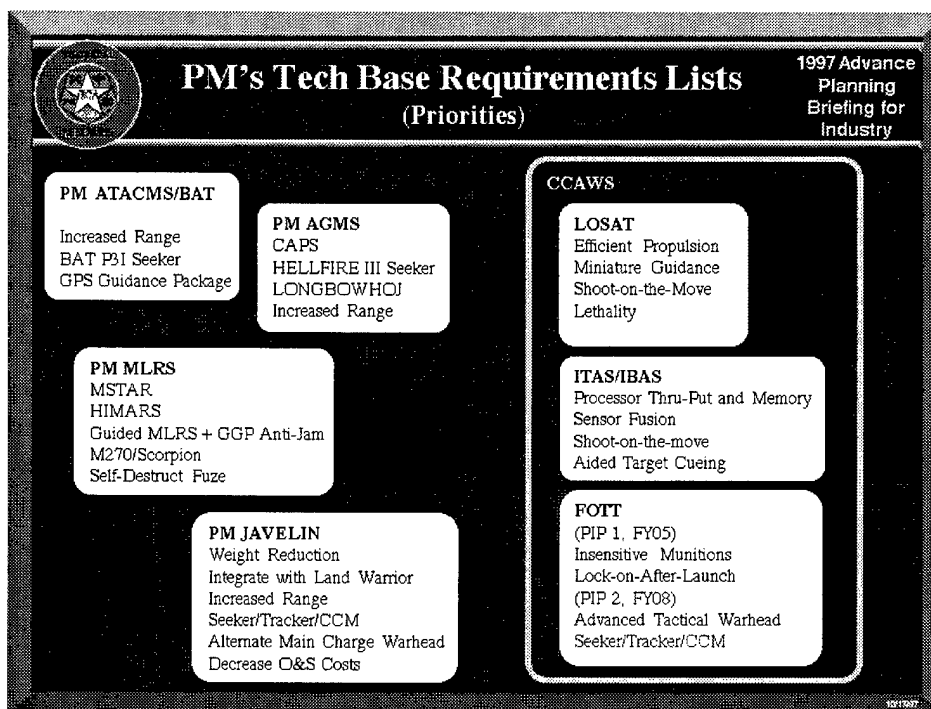 PM's Tech Base Requirements Lists
(Priorities)
1997 Advance
Planning
Briefing for
Industry
PM ATACMS/BAT
Increased Range
BAT P3I Seeker
GPS Guidance Package
PM AGMS
CAPS
HELLFIRE III Seeker
LONGBOWHOJ
Increased Range
PM MLRS
MSTAR
HIMARS
Guided MLRS + GGP Anti-Jam
M270/Scorpion
Self-Destruct Fuze
PM JAVELIN
Weight Reduction
Integrate with Land Warrior
Increased Range
Seeker/Tracker/CCM
Alternate Main Charge Warhead
Decrease O&S Costs
CCAWS
LOSAT
Efficient Propulsion
Miniature Guidance
Shoot-on-the-Move
Lethality
ITAS/IBAS
Processor Thru-Put and Memory
Sensor Fusion
Shoot-on-the-move
Aided Target Cueing
FOTT
(PIP 1, FY05)
Insensitive Munitions
Lock-on-After-Launch
(PIP 2, FY08)
Advanced Tactical Warhead
Seeker/Tracker/CCM